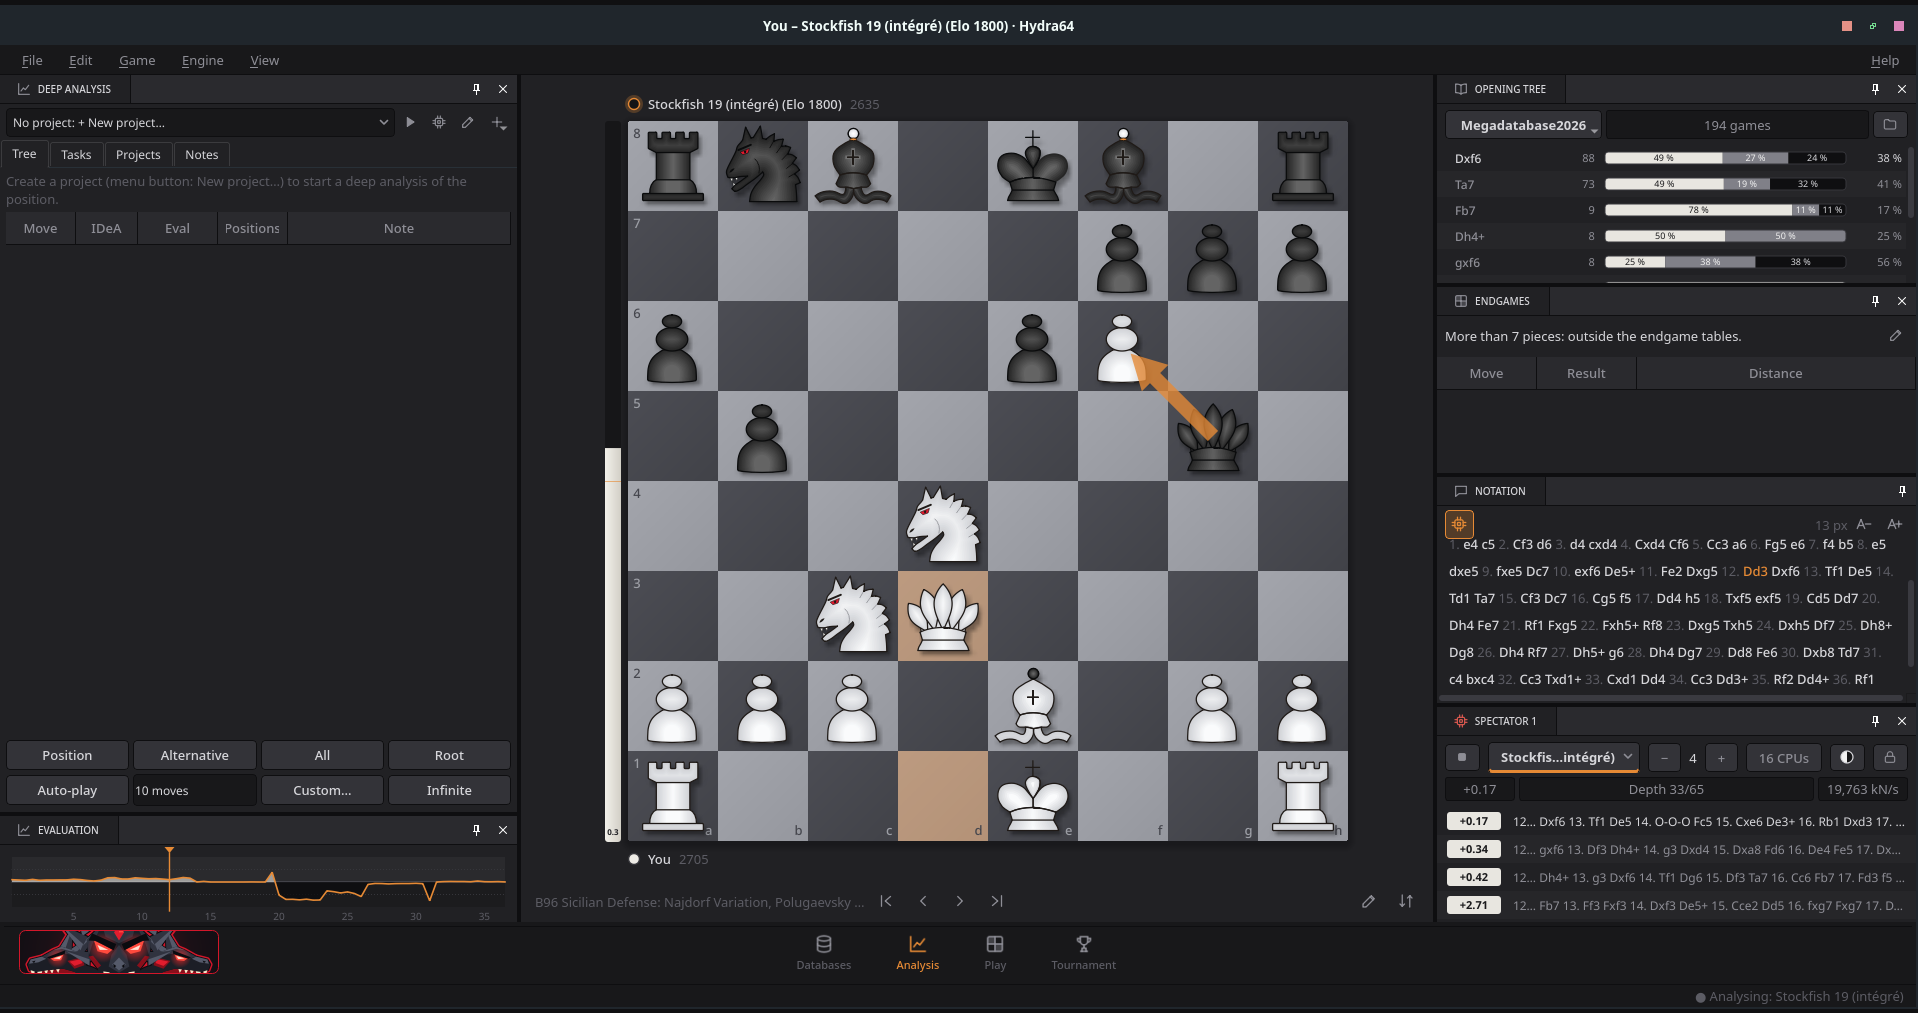 You – Stockfish 19 (intégré) (Elo 1800) · Hydra64
File Edit Game Engine View Help
DEEP ANALYSIS
No project: + New project...
Tree Tasks Projects Notes
Create a project (menu button: New project...) to start a deep analysis of the
position.
Move IDeA Eval Positions Note
Position Alternative All Root
Auto-play 10 moves Custom... Infinite
EVALUATION
5 10 15 20 25 30 35
Stockfish 19 (intégré) (Elo 1800) 2635
8
7
6
5
4
3
2
1
a b c d e f g h
0.3
You 2705
B96 Sicilian Defense: Najdorf Variation, Polugaevsky ...
OPENING TREE
Megadatabase2026 194 games
Dxf6 88 49 % 27 % 24 % 38 %
Ta7 73 49 % 19 % 32 % 41 %
Fb7 9 78 % 11 % 11 % 17 %
Dh4+ 8 50 % 50 % 25 %
gxf6 8 25 % 38 % 38 % 56 %
ENDGAMES
More than 7 pieces: outside the endgame tables.
Move Result Distance
NOTATION
13 px A− A+
1. e4 c5 2. Cf3 d6 3. d4 cxd4 4. Cxd4 Cf6 5. Cc3 a6 6. Fg5 e6 7. f4 b5 8. e5
dxe5 9. fxe5 Dc7 10. exf6 De5+ 11. Fe2 Dxg5 12. Dd3 Dxf6 13. Tf1 De5 14.
Td1 Ta7 15. Cf3 Dc7 16. Cg5 f5 17. Dd4 h5 18. Txf5 exf5 19. Cd5 Dd7 20.
Dh4 Fe7 21. Rf1 Fxg5 22. Fxh5+ Rf8 23. Dxg5 Txh5 24. Dxh5 Df7 25. Dh8+
Dg8 26. Dh4 Rf7 27. Dh5+ g6 28. Dh4 Dg7 29. Dd8 Fe6 30. Dxb8 Td7 31.
c4 bxc4 32. Cc3 Txd1+ 33. Cxd1 Dd4 34. Cc3 Dd3+ 35. Rf2 Dd4+ 36. Rf1
SPECTATOR 1
Stockfis...intégré) − 4 + 16 CPUs
+0.17 Depth 33/65 19,763 kN/s
+0.17 12... Dxf6 13. Tf1 De5 14. O-O-O Fc5 15. Cxe6 De3+ 16. Rb1 Dxd3 17. ...
+0.34 12... gxf6 13. Df3 Dh4+ 14. g3 Dxd4 15. Dxa8 Fd6 16. De4 Fe5 17. Dx...
+0.42 12... Dh4+ 13. g3 Dxf6 14. Tf1 Dg6 15. Df3 Ta7 16. Cc6 Fb7 17. Fd3 f5 ...
+2.71 12... Fb7 13. Ff3 Fxf3 14. Dxf3 De5+ 15. Cce2 Dd5 16. fxg7 Fxg7 17. D...
Databases Analysis Play Tournament
Analysing: Stockfish 19 (intégré)